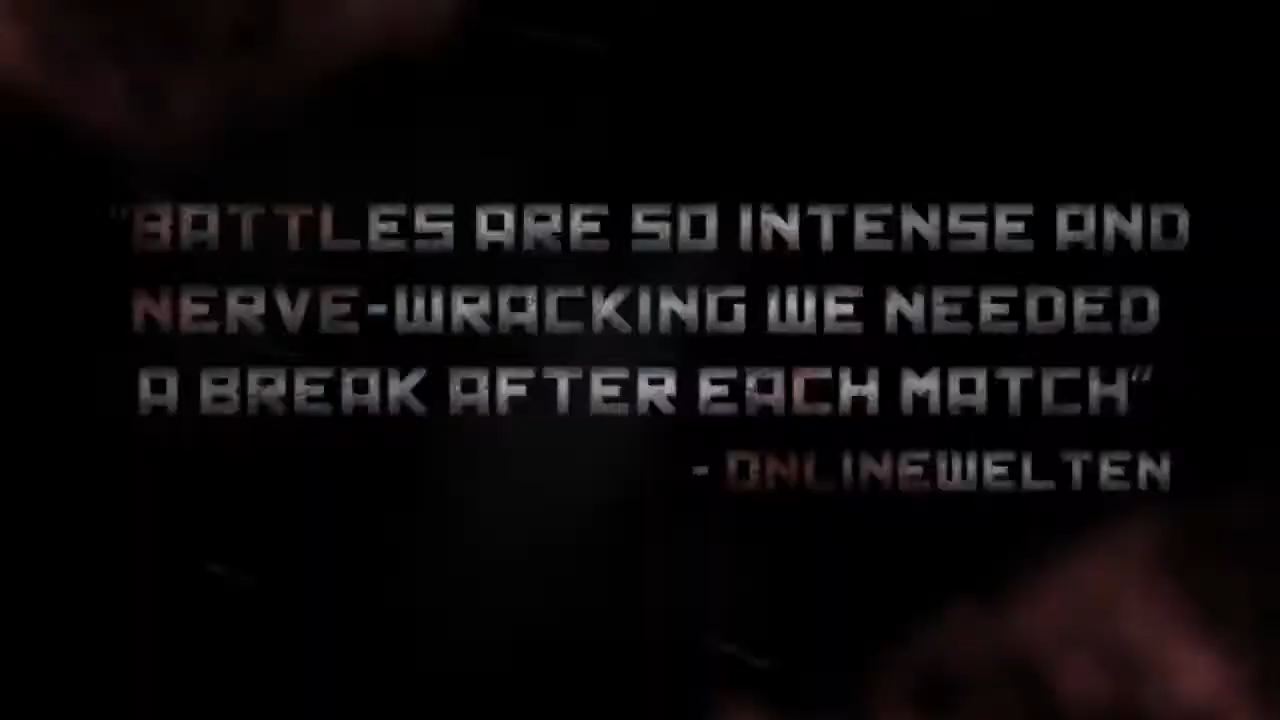 "BATTLES ARE SO INTENSE AND
NERVE-WRACKING WE NEEDED
A BREAK AFTER EACH MATCH“
- ONLINEWELTEN